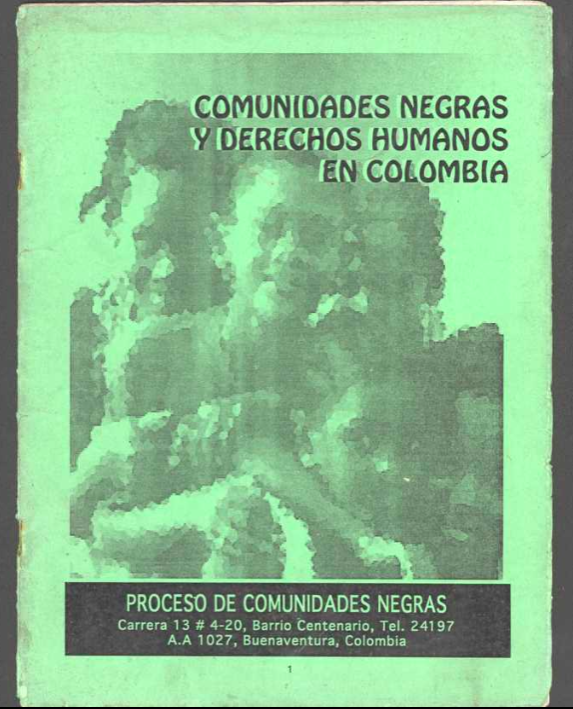 COMUNIDADES NEGRAS
Y DERECHOS HUMANOS
EN COLOMBIA
PROCESO DE COMUNIDADES NEGRAS
Carrera 13 # 4-20, Barrio Centenario, Tel. 24197
A.A 1027, Buenaventura, Colombia
1